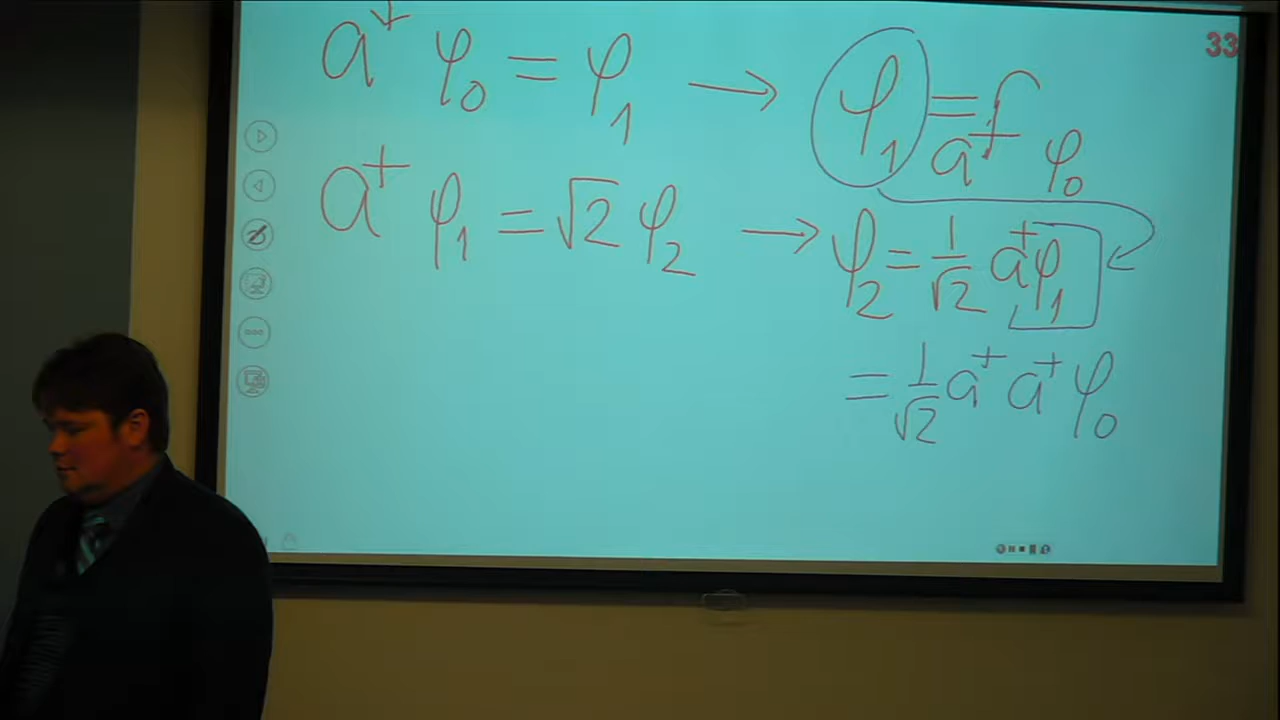 33
a⁺ φ₀ = φ₁ → φ₁ = a⁺ φ₀
a⁺ φ₁ = √2 φ₂ → φ₂ = 1/√2 a⁺ φ₁
= 1/√2 a⁺ a⁺ φ₀